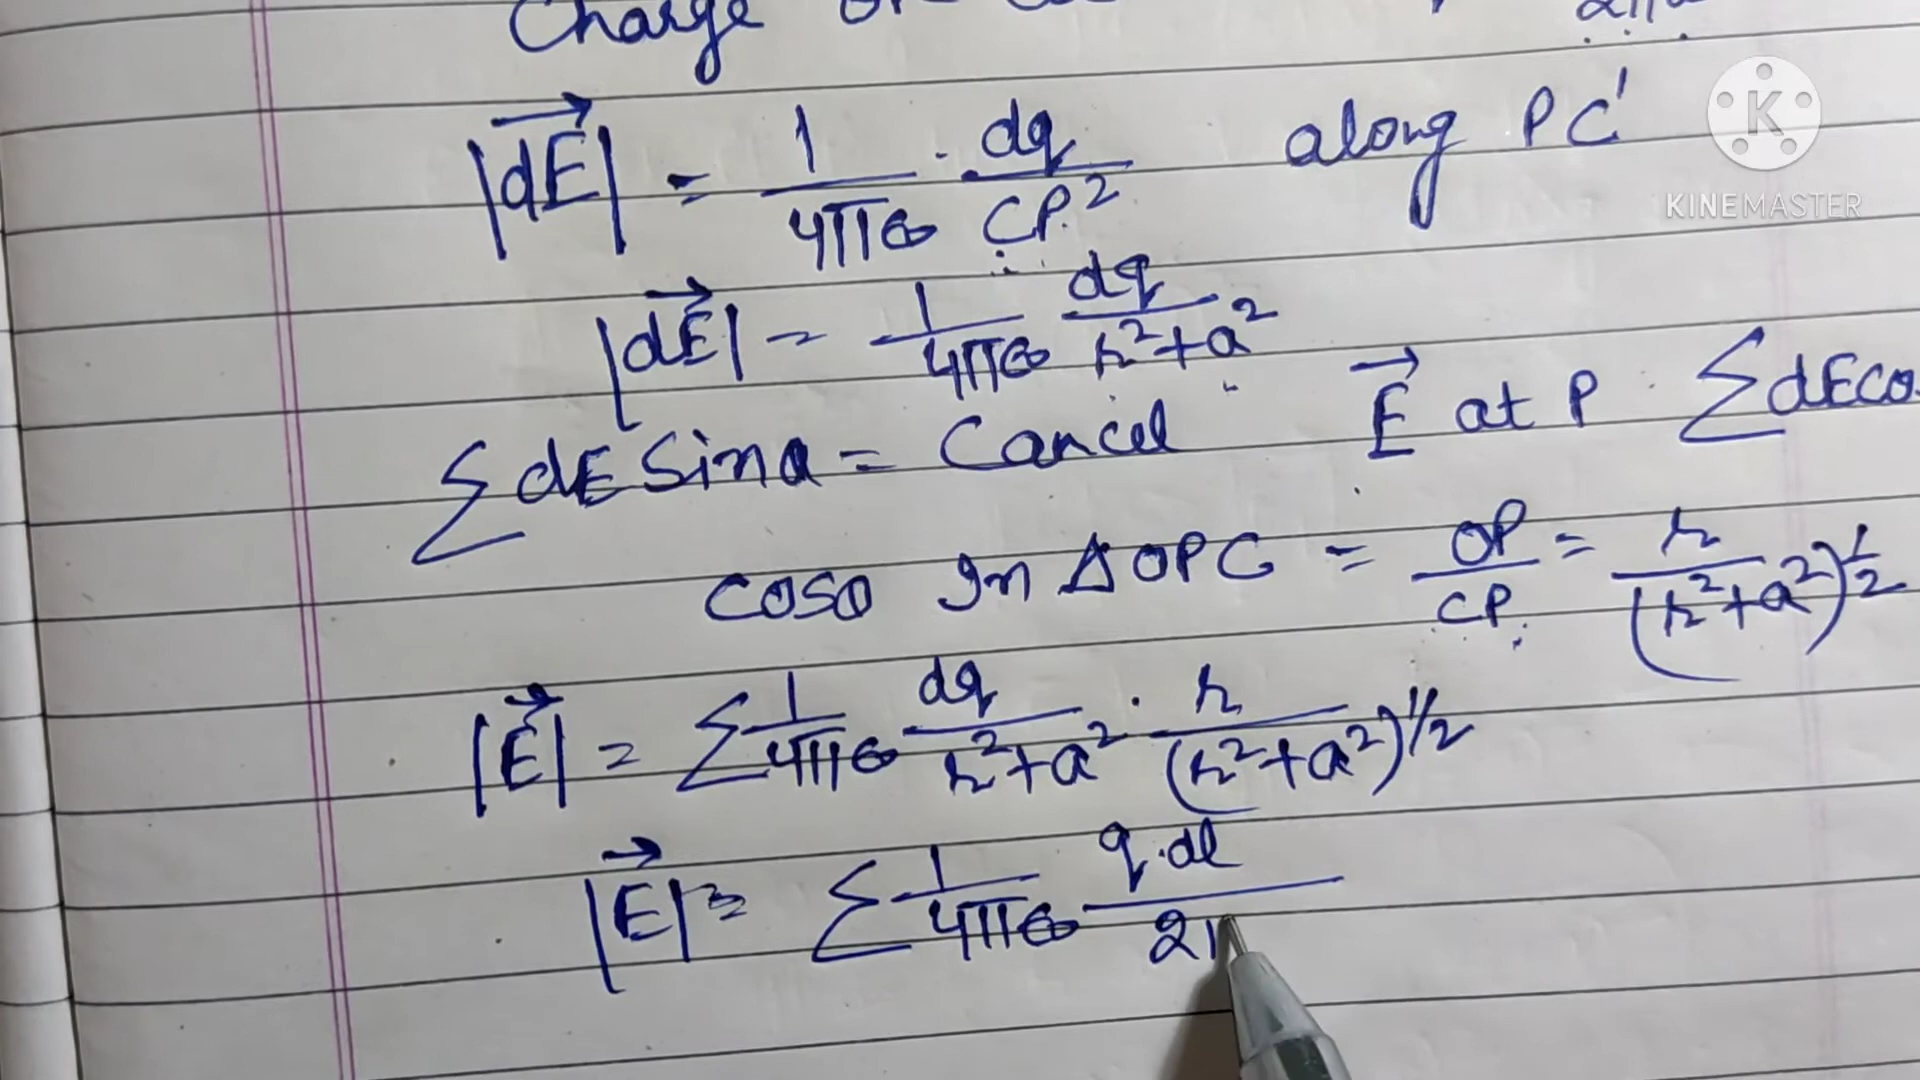 Charge
|dE→| = 1/4πε₀ · dq/CP² along PC'
KINEMASTER
|dE→| = 1/4πε₀ dq/r²+a²
ΣdE Sinθ = Cancel E→ at P ΣdEco
COSθ In ΔOPC = OP/CP = r/(r²+a²)^1/2
|E→| = Σ 1/4πε₀ dq/r²+a² · r/(r²+a²)^1/2
|E→| = Σ 1/4πε₀ q·dl/2π